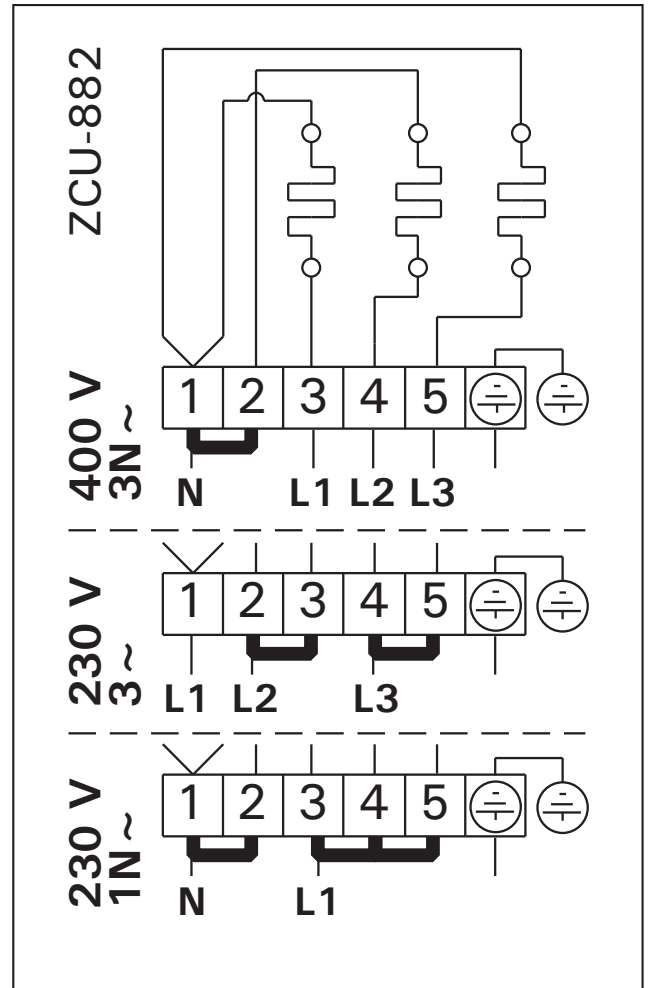 ZCU-882
400 V
3N ~
1 2 3 4 5
N L1 L2 L3
230 V
3 ~
1 2 3 4 5
L1 L2 L3
230 V
1N ~
1 2 3 4 5
N L1